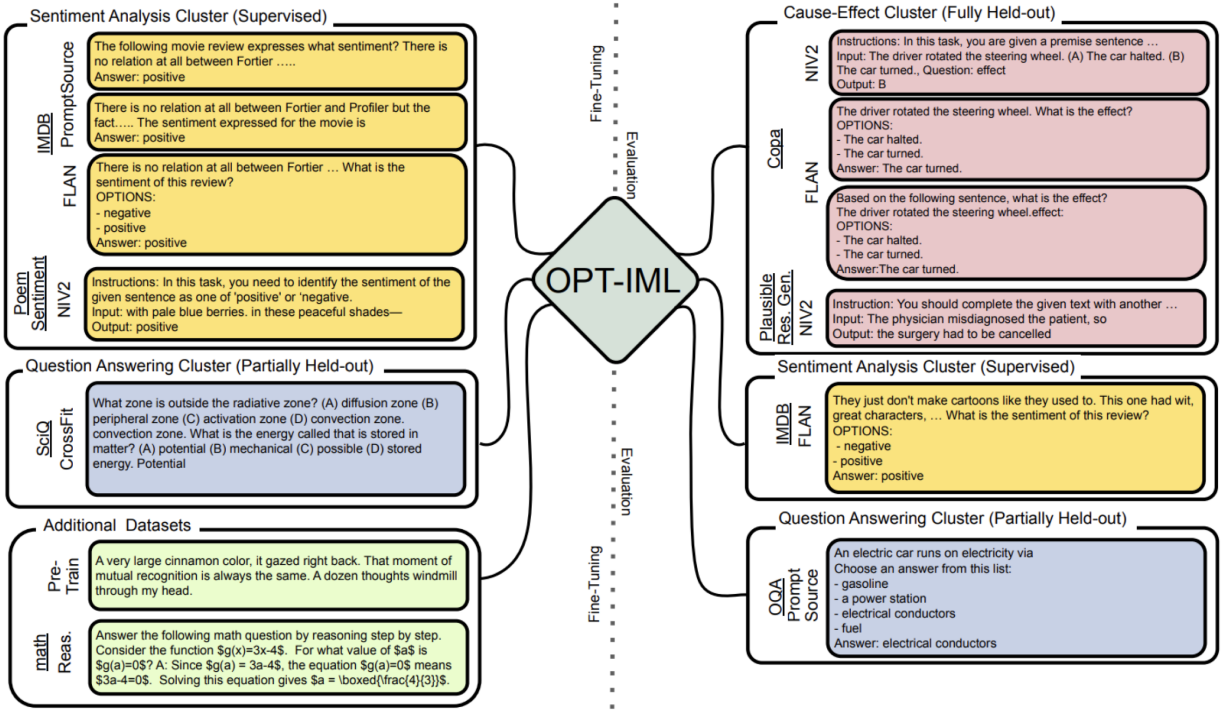 Sentiment Analysis Cluster (Supervised)
IMDB
PromptSource
The following movie review expresses what sentiment? There is
no relation at all between Fortier …..
Answer: positive
There is no relation at all between Fortier and Profiler but the
fact….. The sentiment expressed for the movie is
Answer: positive
FLAN
There is no relation at all between Fortier … What is the
sentiment of this review?
OPTIONS:
- negative
- positive
Answer: positive
Poem
Sentiment
NIV2
Instructions: In this task, you need to identify the sentiment of the
given sentence as one of 'positive' or 'negative.
Input: with pale blue berries. in these peaceful shades—
Output: positive
Question Answering Cluster (Partially Held-out)
SciQ
CrossFit
What zone is outside the radiative zone? (A) diffusion zone (B)
peripheral zone (C) activation zone (D) convection zone.
convection zone. What is the energy called that is stored in
matter? (A) potential (B) mechanical (C) possible (D) stored
energy. Potential
Additional Datasets
Pre-
Train
A very large cinnamon color, it gazed right back. That moment of
mutual recognition is always the same. A dozen thoughts windmill
through my head.
math
Reas.
Answer the following math question by reasoning step by step.
Consider the function $g(x)=3x-4$. For what value of $a$ is
$g(a)=0$? A: Since $g(a) = 3a-4$, the equation $g(a)=0$ means
$3a-4=0$. Solving this equation gives $a = \boxed{\frac{4}{3}}$.
Fine-Tuning
Evaluation
OPT-IML
Evaluation
Fine-Tuning
Cause-Effect Cluster (Fully Held-out)
Copa
NIV2
Instructions: In this task, you are given a premise sentence …
Input: The driver rotated the steering wheel. (A) The car halted. (B)
The car turned., Question: effect
Output: B
FLAN
The driver rotated the steering wheel. What is the effect?
OPTIONS:
- The car halted.
- The car turned.
Answer: The car turned.
Based on the following sentence, what is the effect?
The driver rotated the steering wheel.effect:
OPTIONS:
- The car halted.
- The car turned.
Answer:The car turned.
Plausible
Res. Gen.
NIV2
Instruction: You should complete the given text with another …
Input: The physician misdiagnosed the patient, so
Output: the surgery had to be cancelled
Sentiment Analysis Cluster (Supervised)
IMDB
FLAN
They just don't make cartoons like they used to. This one had wit,
great characters, … What is the sentiment of this review?
OPTIONS:
- negative
- positive
Answer: positive
Question Answering Cluster (Partially Held-out)
OQA
Prompt
Source
An electric car runs on electricity via
Choose an answer from this list:
- gasoline
- a power station
- electrical conductors
- fuel
Answer: electrical conductors